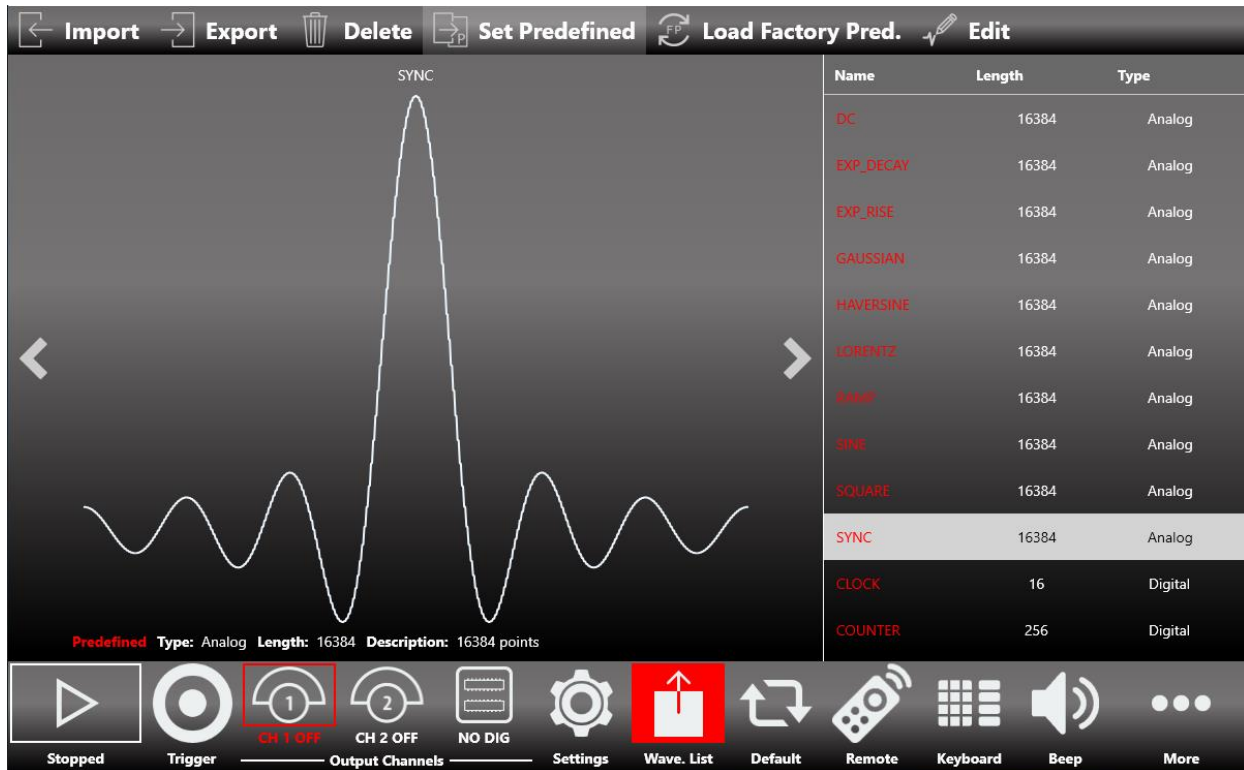 Import Export Delete P Set Predefined FP Load Factory Pred. Edit
SYNC
Name Length Type
DC 16384 Analog
EXP_DECAY 16384 Analog
EXP_RISE 16384 Analog
GAUSSIAN 16384 Analog
HAVERSINE 16384 Analog
LORENTZ 16384 Analog
RAMP 16384 Analog
SINE 16384 Analog
SQUARE 16384 Analog
SYNC 16384 Analog
CLOCK 16 Digital
COUNTER 256 Digital
Predefined Type: Analog Length: 16384 Description: 16384 points
1 2
CH 1 OFF CH 2 OFF NO DIG
Stopped Trigger Output Channels Settings Wave. List Default Remote Keyboard Beep More